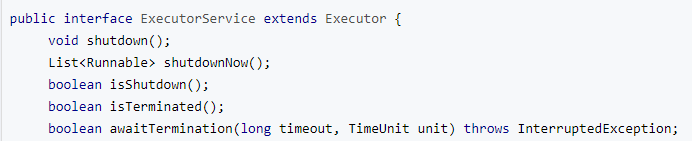 public interface ExecutorService extends Executor {
void shutdown();
List<Runnable> shutdownNow();
boolean isShutdown();
boolean isTerminated();
boolean awaitTermination(long timeout, TimeUnit unit) throws InterruptedException;